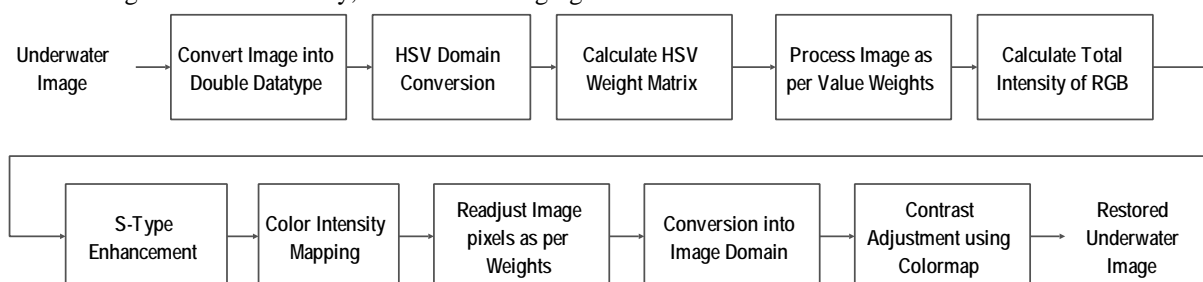 Underwater
Image
Convert Image into
Double Datatype
HSV Domain
Conversion
Calculate HSV
Weight Matrix
Process Image as
per Value Weights
Calculate Total
Intensity of RGB
S-Type
Enhancement
Color Intensity
Mapping
Readjust Image
pixels as per
Weights
Conversion into
Image Domain
Contrast
Adjustment using
Colormap
Restored
Underwater
Image